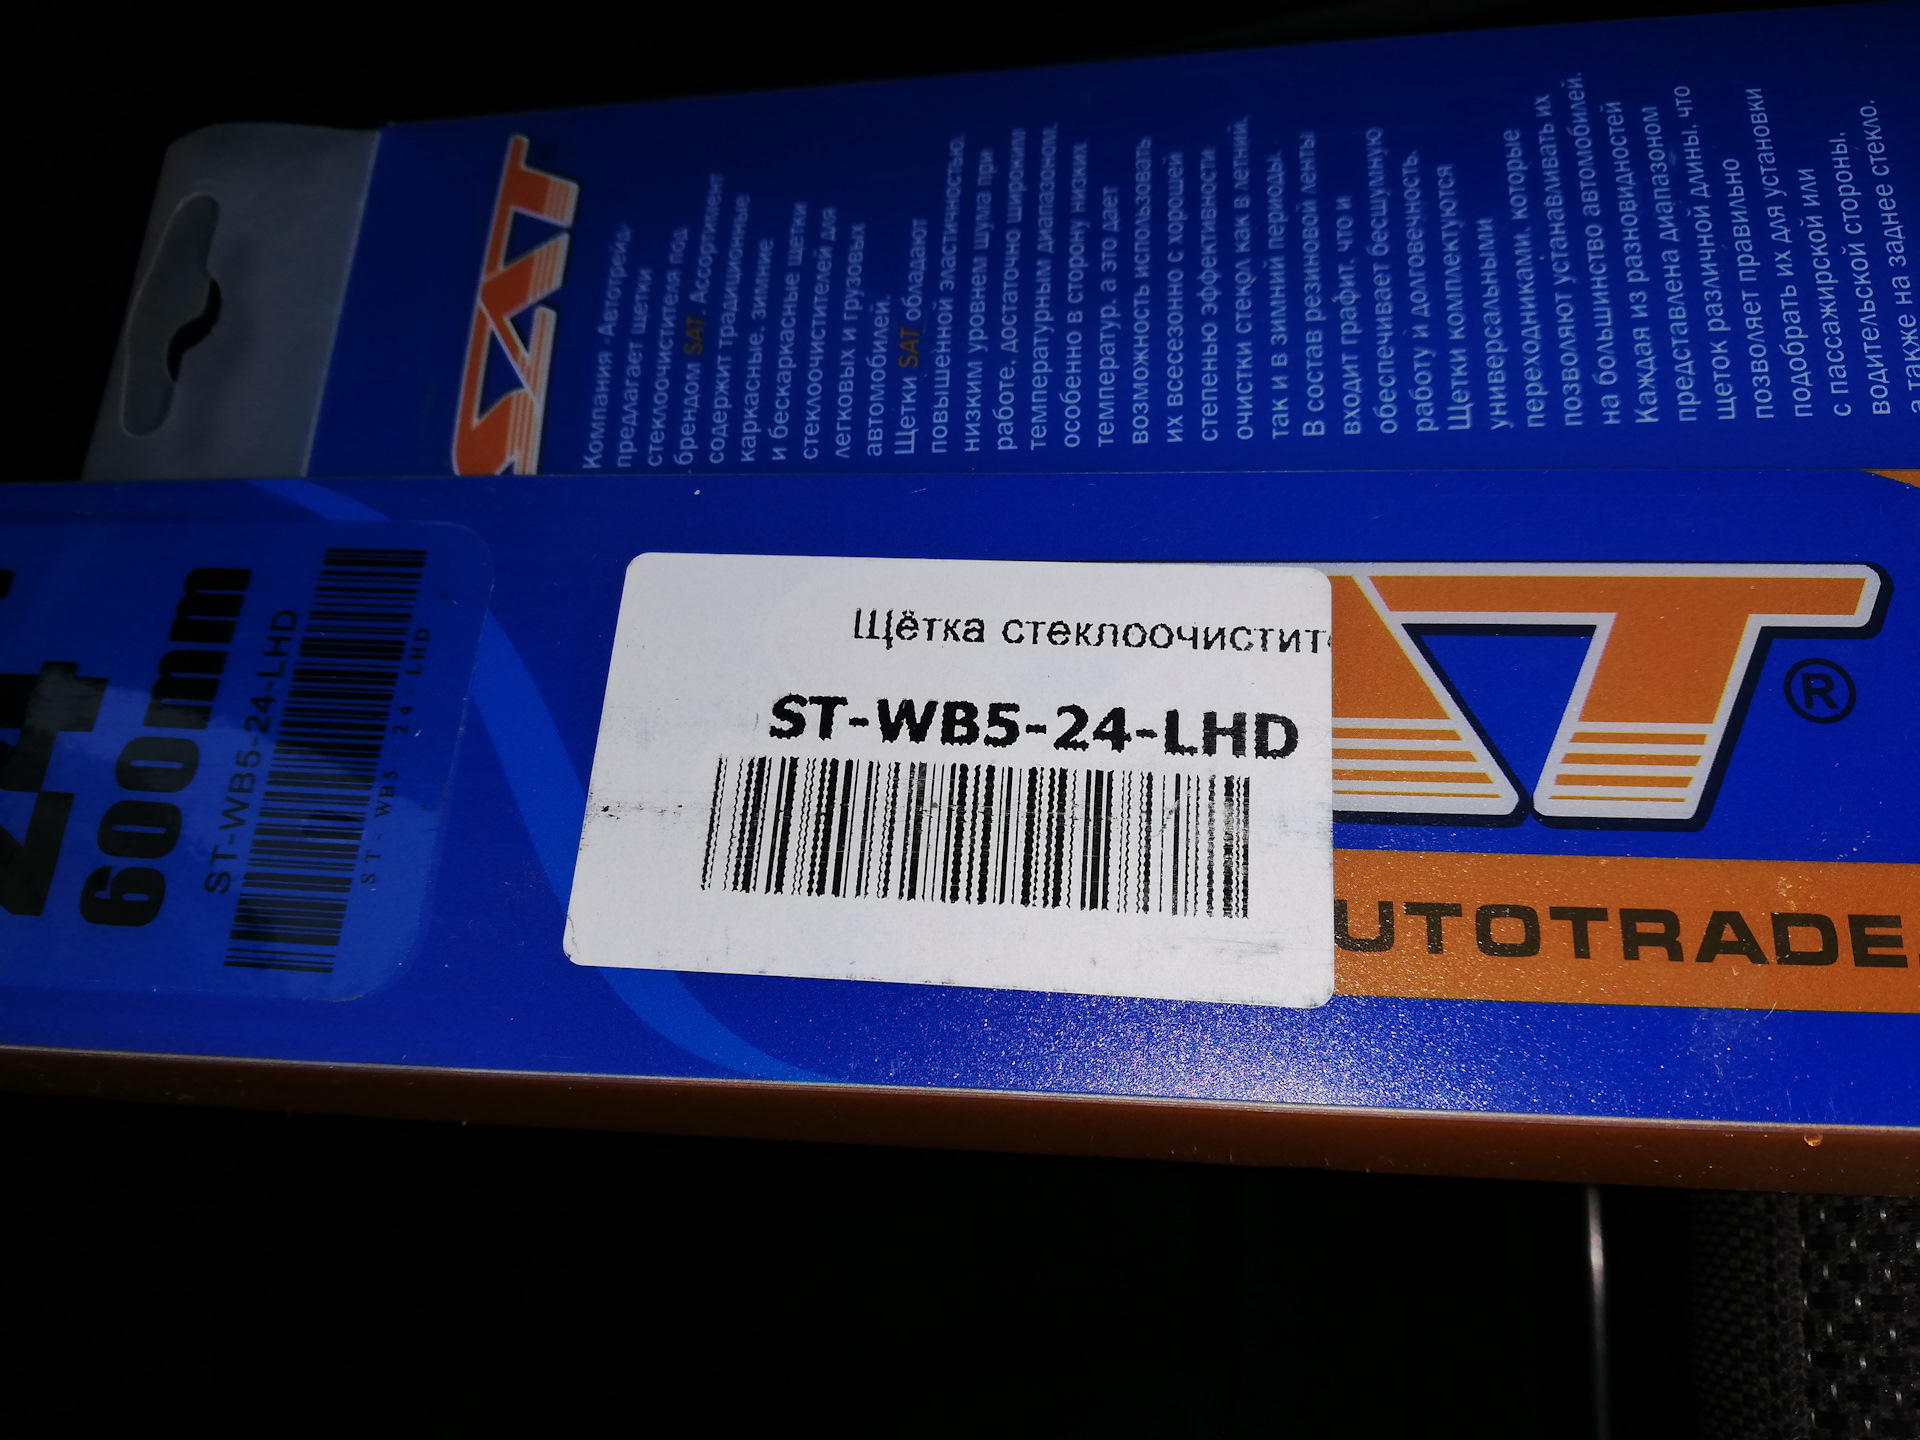 SAT
Компания «Автотрейд»
предлагает щетки
стеклоочистителя под
брендом SAT. Ассортимент
содержит традиционные
каркасные, зимние
и бескаркасные щетки
стеклоочистителей для
легковых и грузовых
автомобилей.
Щетки SAT обладают
повышенной эластичностью,
низким уровнем шума при
работе, достаточно широким
температурным диапазоном,
особенно в сторону низких
температур, а это дает
возможность использовать
их всесезонно с хорошей
степенью эффективности
очистки стекол как в летний,
так и в зимний периоды.
В состав резиновой ленты
входит графит, что и
обеспечивает бесшумную
работу и долговечность.
Щетки комплектуются
универсальными
переходниками, которые
позволяют устанавливать их
на большинство автомобилей.
Каждая из разновидностей
представлена диапазоном
щеток различной длины, что
позволяет правильно
подобрать их для установки
с пассажирской или
водительской стороны,
а также на заднее стекло.
24
600mm
ST-WB5-24-LHD
ST-WB5-24-LHD
Щётка стеклоочистит
ST-WB5-24-LHD
AT®
UTOTRADE